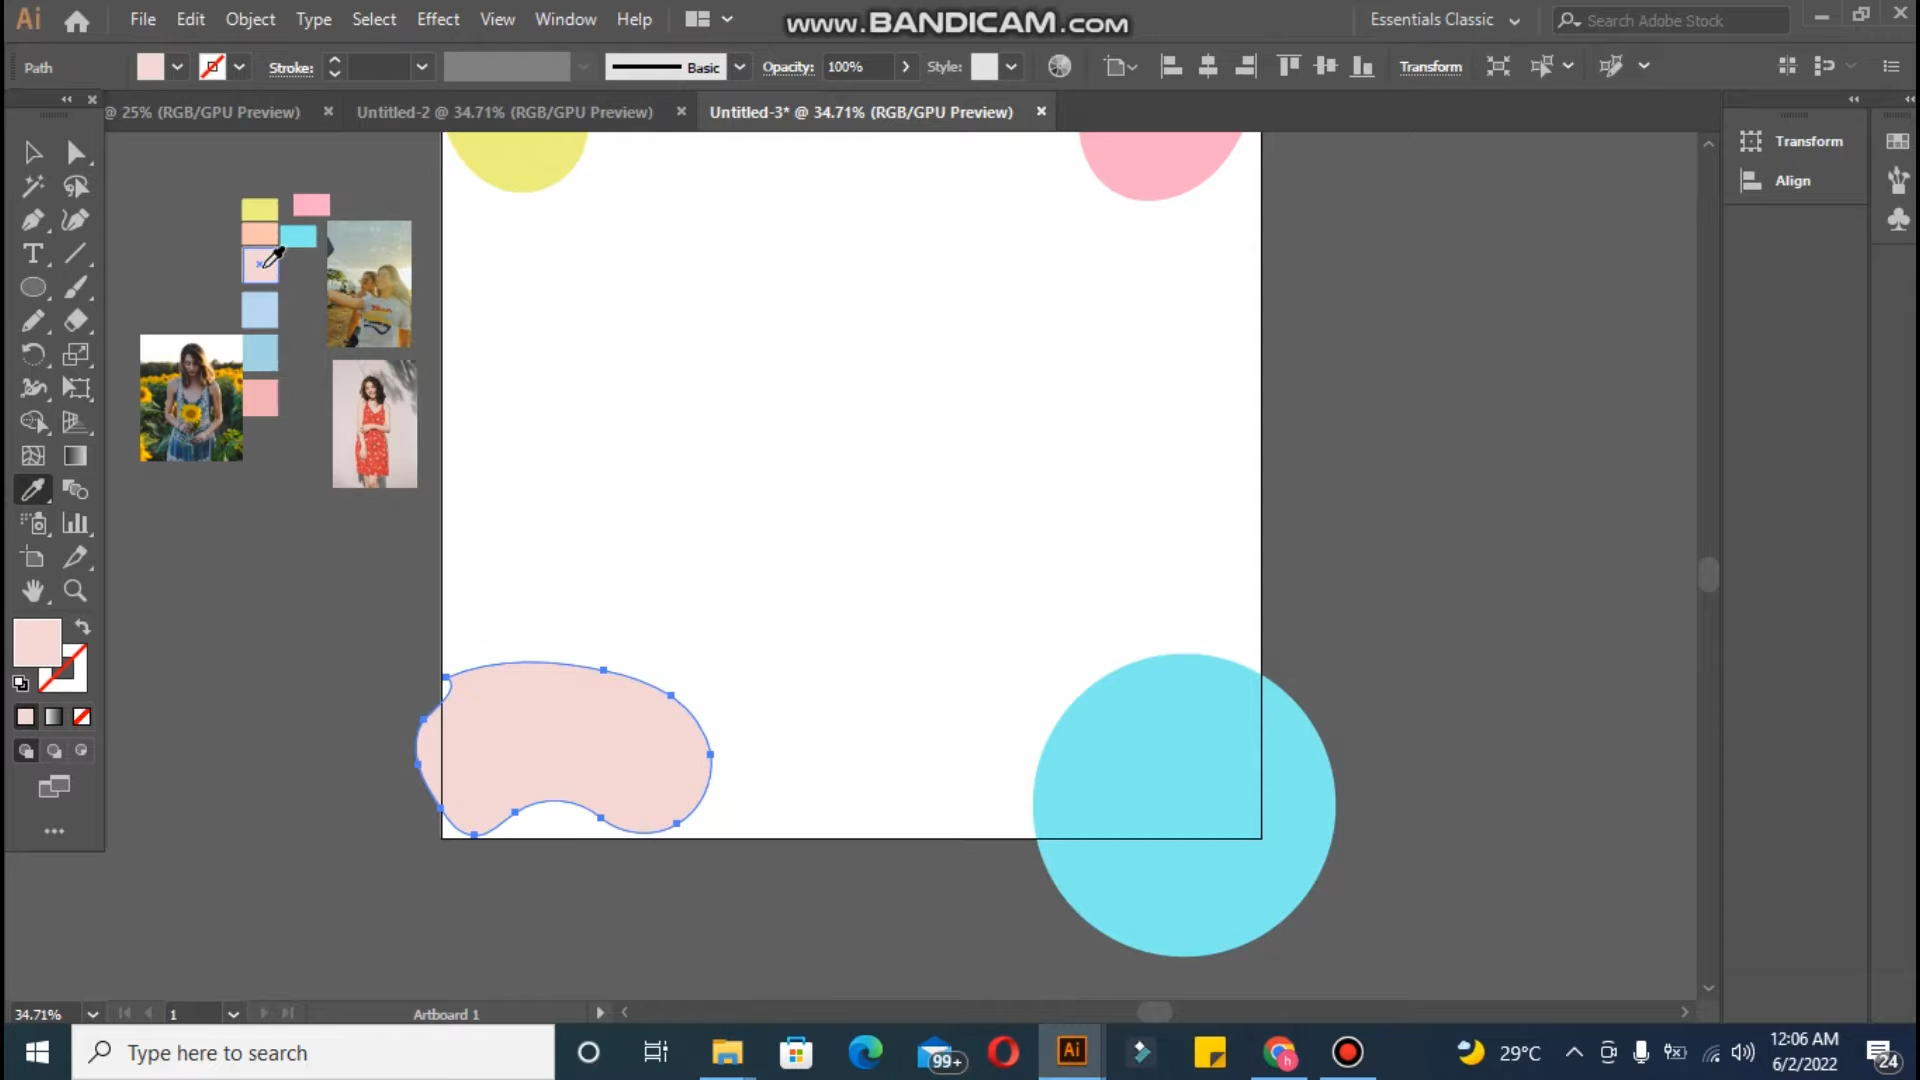 Ai File Edit Object Type Select Effect View Window Help www.BANDICAM.com Essentials Classic Search Adobe Stock
Path Stroke: Basic Opacity: 100% Style: Transform
@ 25% (RGB/GPU Preview) × Untitled-2 @ 34.71% (RGB/GPU Preview) × Untitled-3* @ 34.71% (RGB/GPU Preview) ×
Transform
Align
34.71% 1 Artboard 1
Type here to search 99+ Ai h 29°C 12:06 AM
6/2/2022 24